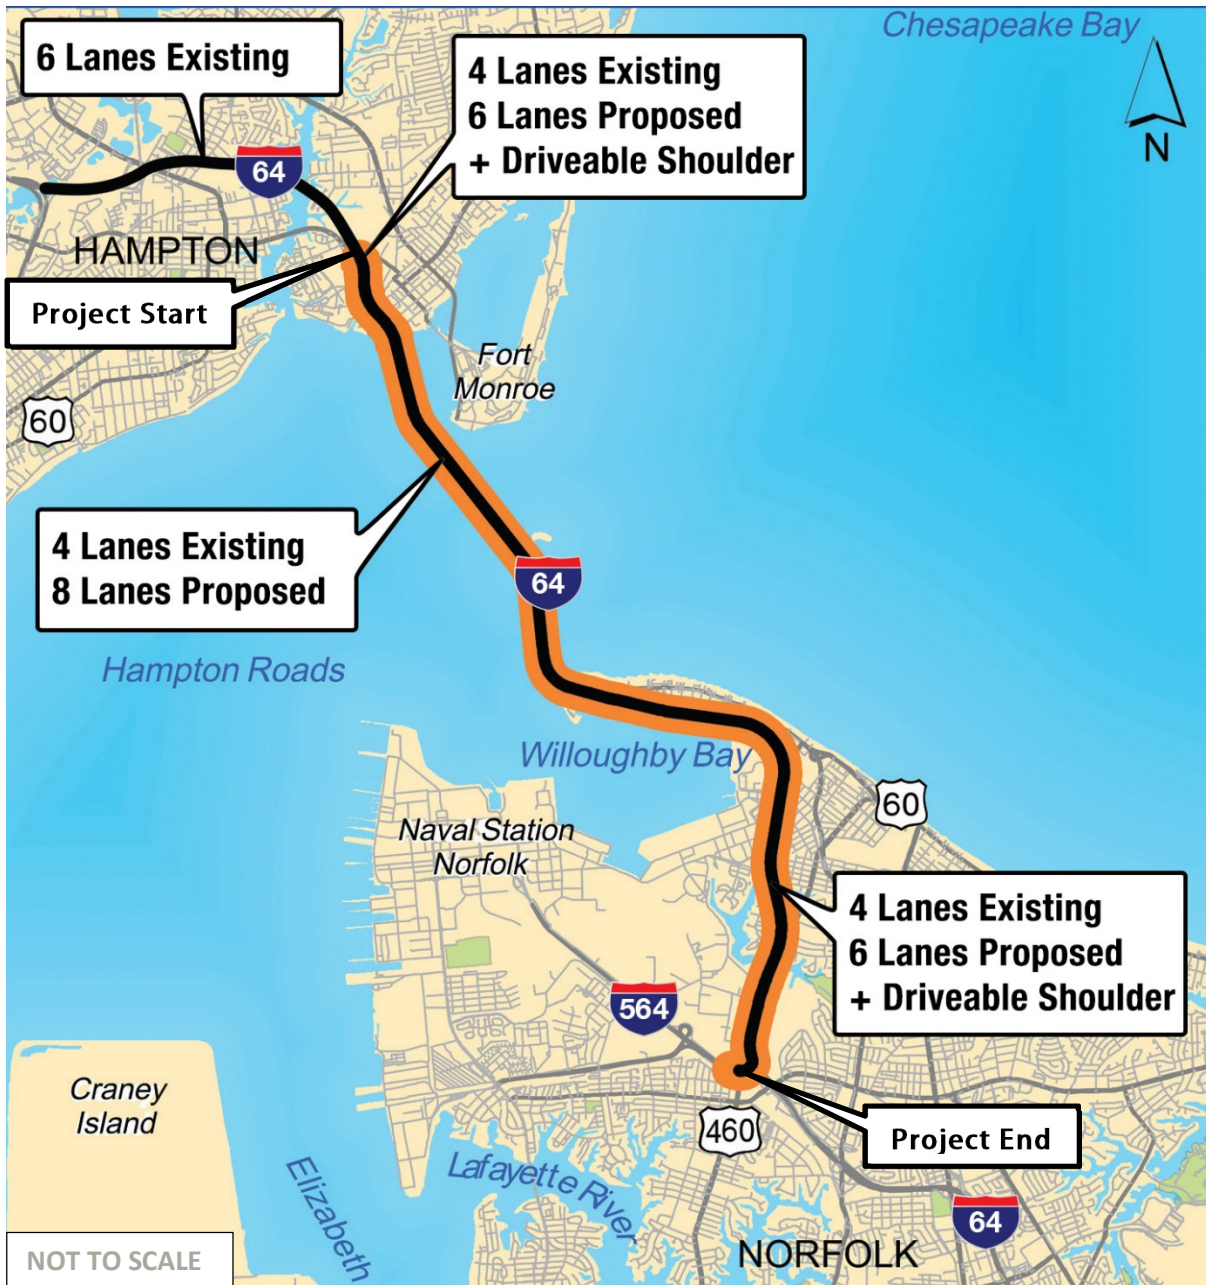 Chesapeake Bay
6 Lanes Existing
4 Lanes Existing
6 Lanes Proposed
+ Driveable Shoulder
N
64
HAMPTON
Project Start
Fort
Monroe
60
4 Lanes Existing
8 Lanes Proposed
64
Hampton Roads
Willoughby Bay
60
Naval Station
Norfolk
4 Lanes Existing
6 Lanes Proposed
+ Driveable Shoulder
564
Craney
Island
460
Project End
Lafayette River
Elizabeth
64
NORFOLK
NOT TO SCALE